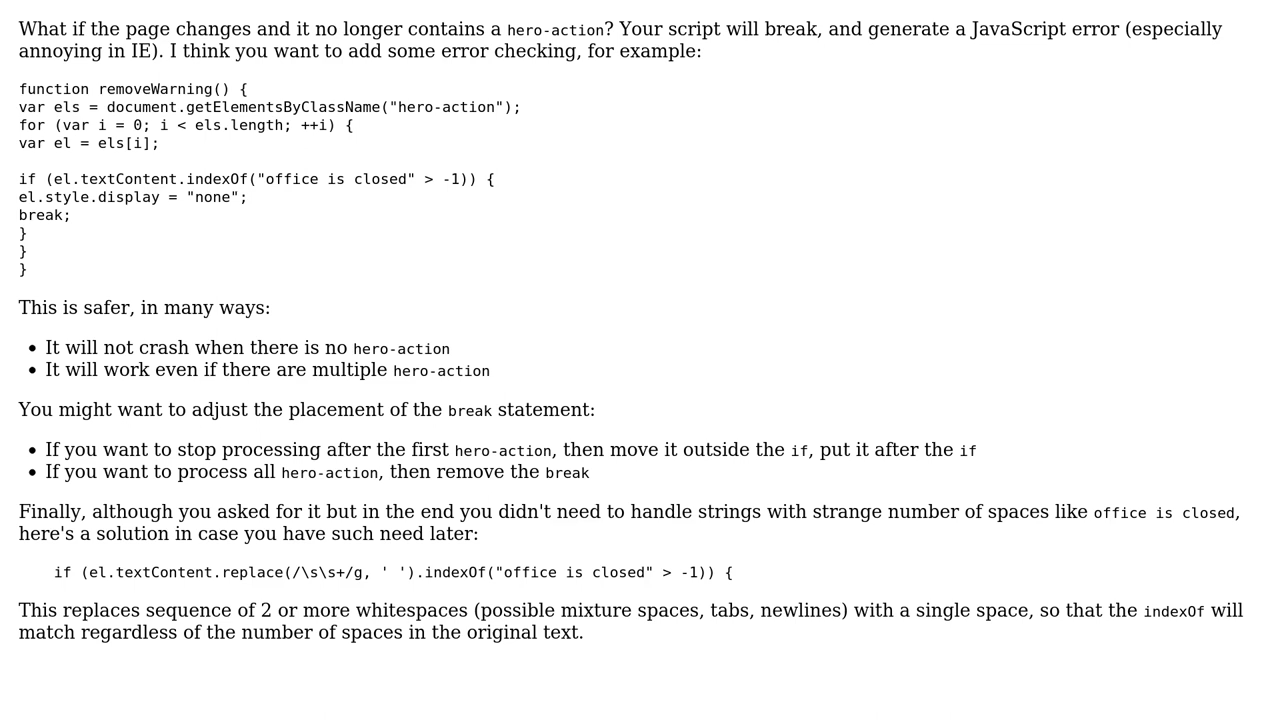 What if the page changes and it no longer contains a hero-action? Your script will break, and generate a JavaScript error (especially
annoying in IE). I think you want to add some error checking, for example:
function removeWarning() {
var els = document.getElementsByClassName("hero-action");
for (var i = 0; i < els.length; ++i) {
var el = els[i];
if (el.textContent.indexOf("office is closed" > -1)) {
el.style.display = "none";
break;
}
}
}
This is safer, in many ways:
• It will not crash when there is no hero-action
• It will work even if there are multiple hero-action
You might want to adjust the placement of the break statement:
• If you want to stop processing after the first hero-action, then move it outside the if, put it after the if
• If you want to process all hero-action, then remove the break
Finally, although you asked for it but in the end you didn't need to handle strings with strange number of spaces like office is closed,
here's a solution in case you have such need later:
if (el.textContent.replace(/\s\s+/g, ' ').indexOf("office is closed" > -1)) {
This replaces sequence of 2 or more whitespaces (possible mixture spaces, tabs, newlines) with a single space, so that the indexOf will
match regardless of the number of spaces in the original text.